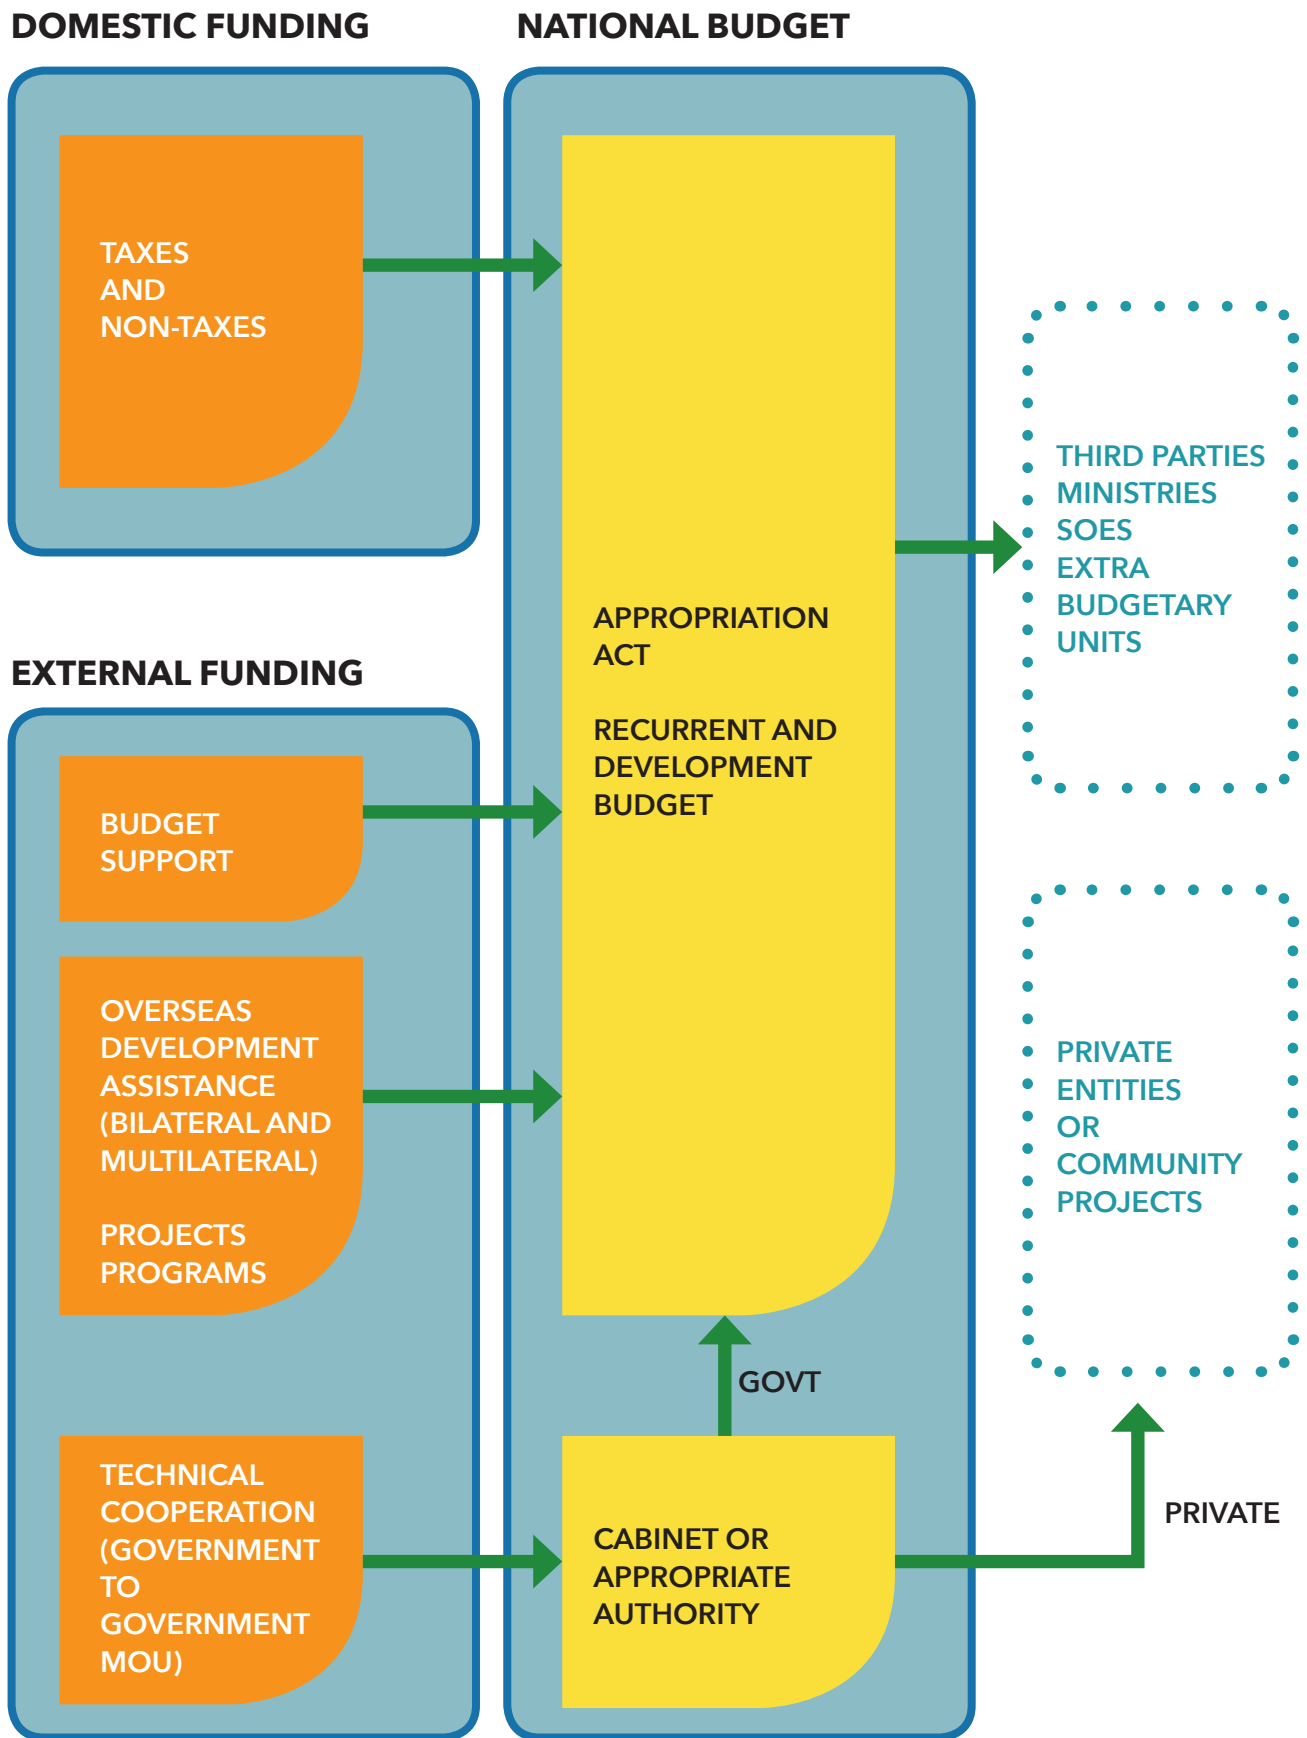 DOMESTIC FUNDING
TAXES
AND
NON-TAXES
EXTERNAL FUNDING
BUDGET
SUPPORT
OVERSEAS
DEVELOPMENT
ASSISTANCE
(BILATERAL AND
MULTILATERAL)
PROJECTS
PROGRAMS
TECHNICAL
COOPERATION
(GOVERNMENT
TO
GOVERNMENT
MOU)
NATIONAL BUDGET
APPROPRIATION
ACT
RECURRENT AND
DEVELOPMENT
BUDGET
GOVT
CABINET OR
APPROPRIATE
AUTHORITY
THIRD PARTIES
MINISTRIES
SOES
EXTRA
BUDGETARY
UNITS
PRIVATE
ENTITIES
OR
COMMUNITY
PROJECTS
PRIVATE